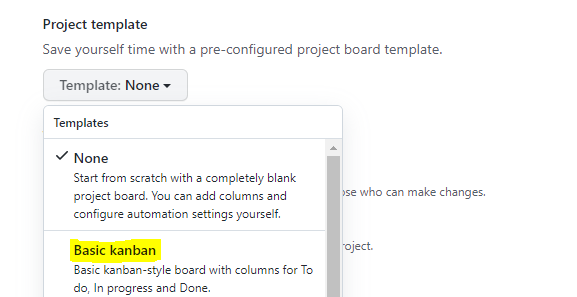 Project template
Save yourself time with a pre-configured project board template.
Template: None
Templates
None
Start from scratch with a completely blank
project board. You can add columns and
configure automation settings yourself.
who can make changes.
Basic kanban
Basic kanban-style board with columns for To
do, In progress and Done.